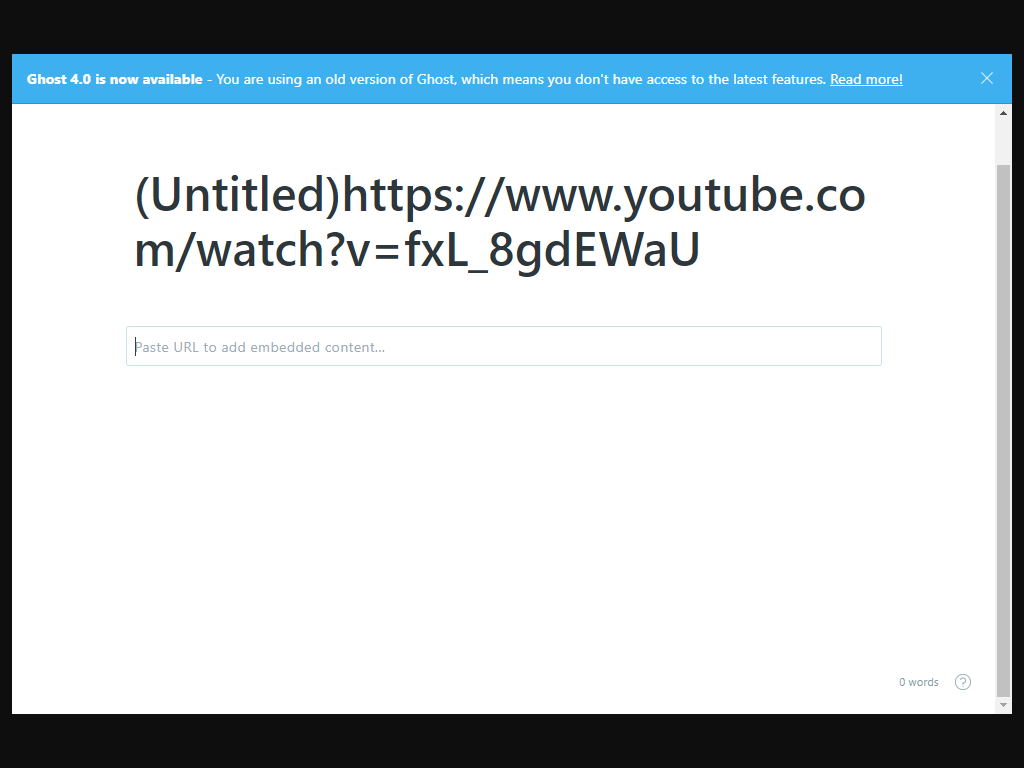 Ghost 4.0 is now available - You are using an old version of Ghost, which means you don't have access to the latest features. Read more!
(Untitled)https://www.youtube.co
m/watch?v=fxL_8gdEWaU
Paste URL to add embedded content...
0 words